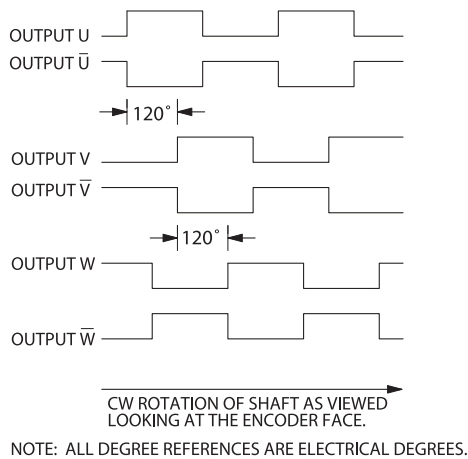 OUTPUT U
OUTPUT U̅
120°
OUTPUT V
OUTPUT V̅
120°
OUTPUT W
OUTPUT W̅
CW ROTATION OF SHAFT AS VIEWED
LOOKING AT THE ENCODER FACE.
NOTE: ALL DEGREE REFERENCES ARE ELECTRICAL DEGREES.